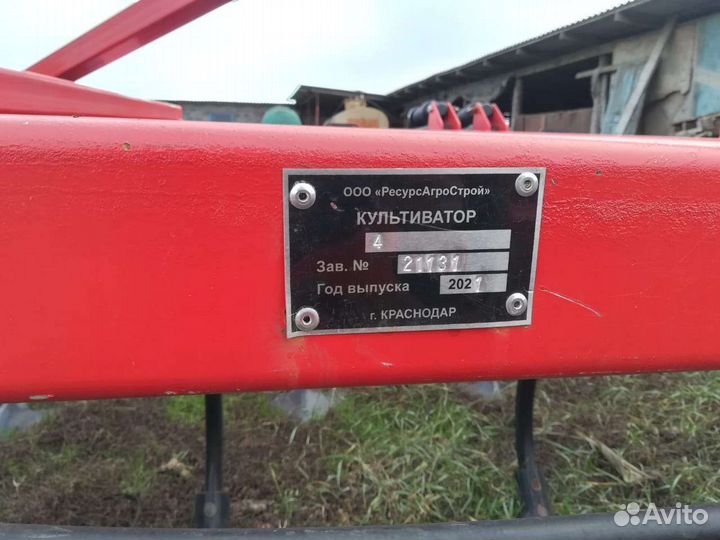 ООО «РесурсАгроСтрой»
КУЛЬТИВАТОР
4
Зав. № 21131
Год выпуска 2021
г. КРАСНОДАР
Avito